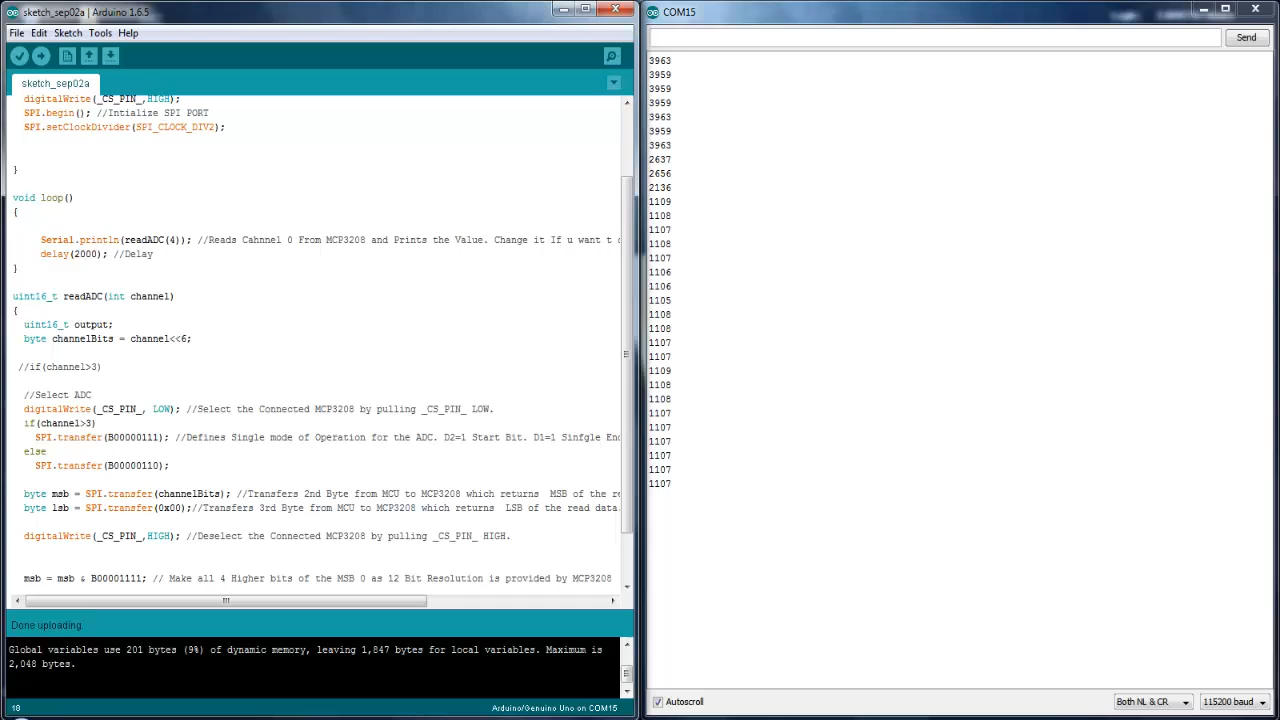 sketch_sep02a | Arduino 1.6.5
File Edit Sketch Tools Help
sketch_sep02a
digitalWrite(_CS_PIN_,HIGH);
SPI.begin(); //Intialize SPI PORT
SPI.setClockDivider(SPI_CLOCK_DIV2);
}
void loop()
{
Serial.println(readADC(4)); //Reads Cahnnel 0 From MCP3208 and Prints the Value. Change it If u want t
delay(2000); //Delay
}
uint16_t readADC(int channel)
{
uint16_t output;
byte channelBits = channel<<6;
//if(channel>3)
//Select ADC
digitalWrite(_CS_PIN_, LOW); //Select the Connected MCP3208 by pulling _CS_PIN_ LOW.
if(channel>3)
SPI.transfer(B00000111); //Defines Single mode of Operation for the ADC. D2=1 Start Bit. D1=1 Sinfgle En
else
SPI.transfer(B00000110);
byte msb = SPI.transfer(channelBits); //Transfers 2nd Byte from MCU to MCP3208 which returns  MSB of the re
byte lsb = SPI.transfer(0x00);//Transfers 3rd Byte from MCU to MCP3208 which returns  LSB of the read data.
digitalWrite(_CS_PIN_,HIGH); //Deselect the Connected MCP3208 by pulling _CS_PIN_ HIGH.
msb = msb & B00001111; // Make all 4 Higher bits of the MSB 0 as 12 Bit Resolution is provided by MCP3208
Done uploading.
Global variables use 201 bytes (9%) of dynamic memory, leaving 1,847 bytes for local variables. Maximum is
2,048 bytes.
18 Arduino/Genuino Uno on COM15
COM15
Send
3963
3959
3959
3959
3963
3959
3963
2637
2656
2136
1109
1108
1107
1108
1107
1106
1106
1105
1108
1108
1107
1107
1109
1108
1108
1107
1107
1107
1107
1107
1107
Autoscroll Both NL & CR 115200 baud